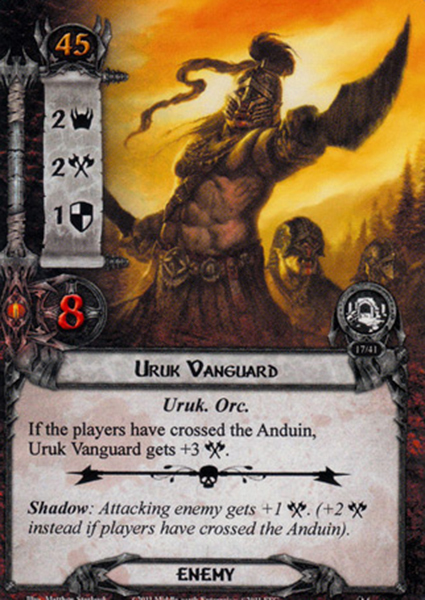 45
2
2
1
8
17/41
Uruk Vanguard
Uruk. Orc.
If the players have crossed the Anduin,
Uruk Vanguard gets +3 .
Shadow: Attacking enemy gets +1 . (+2
instead if players have crossed the Anduin).
ENEMY